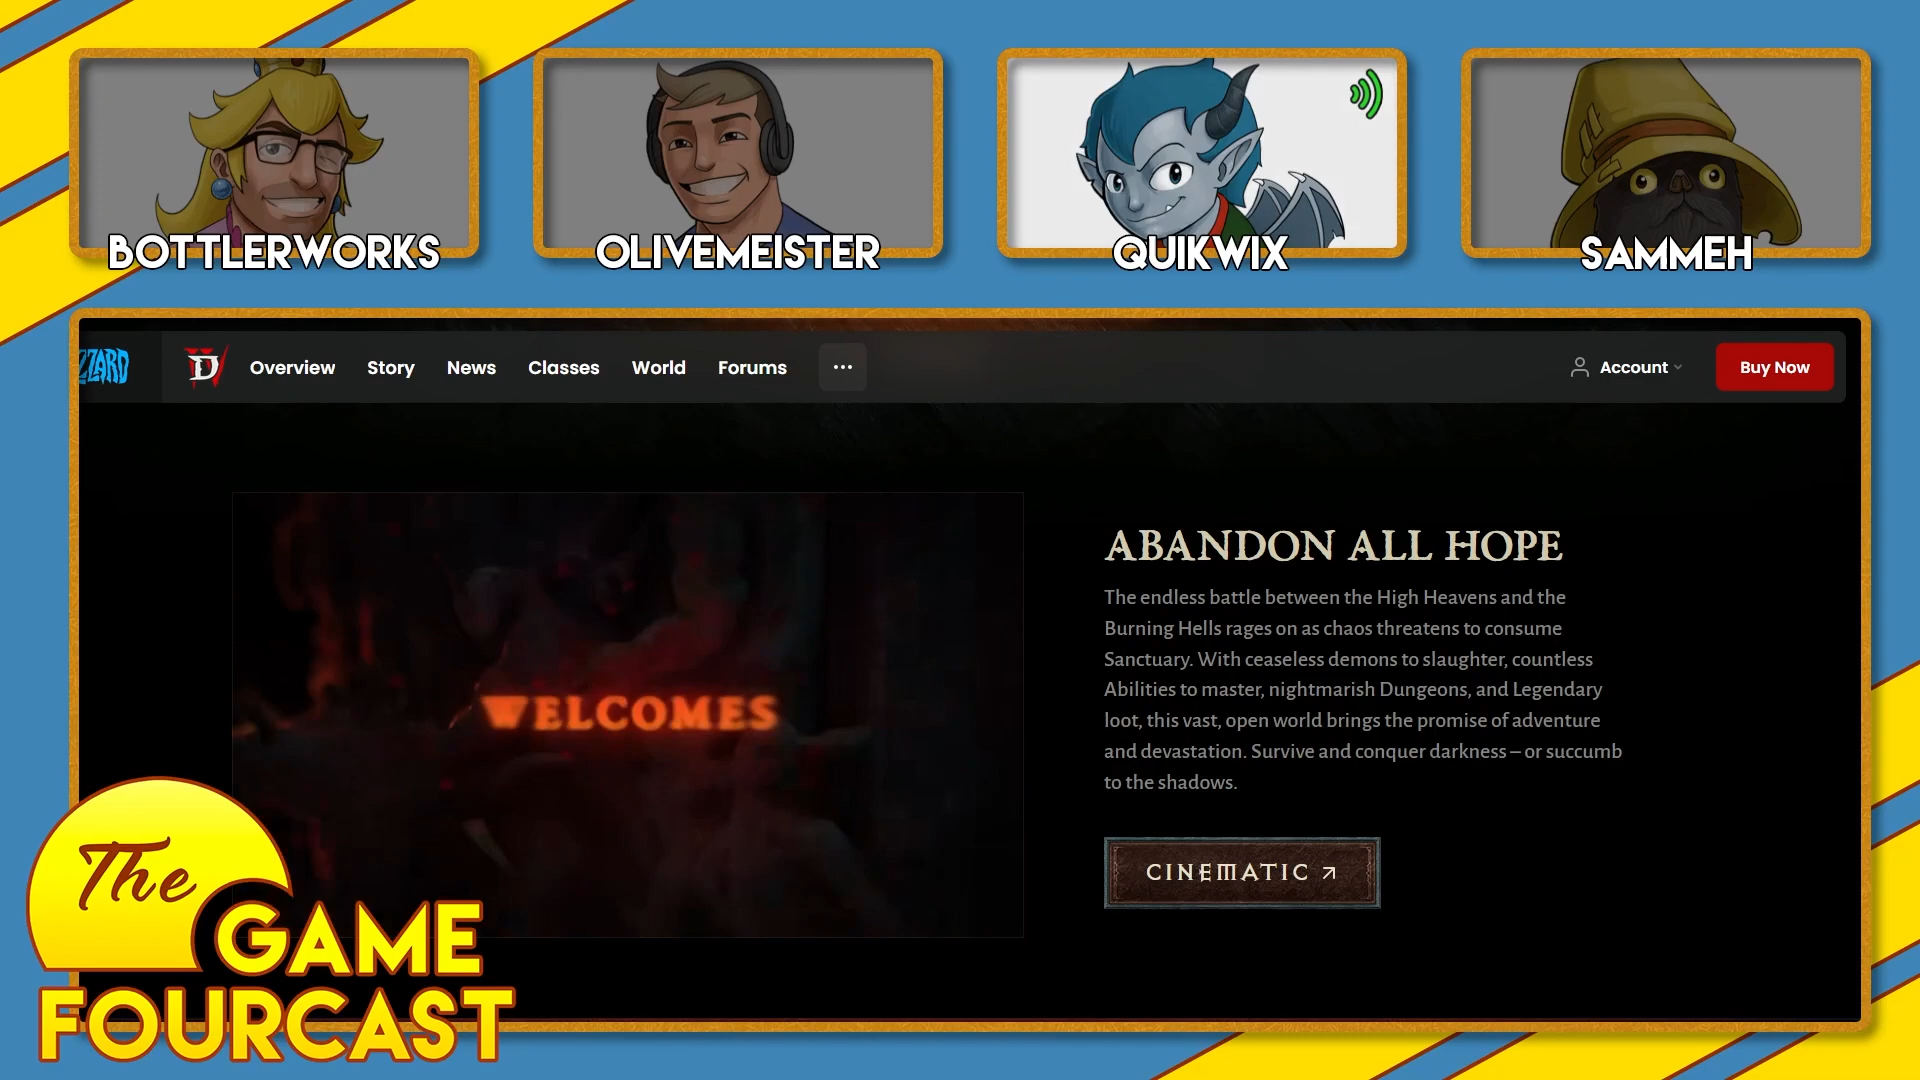 BOTTLERWORKS
OLIVEMEISTER
QUIKWIX
SAMMEH
ZZARD
D
Overview
Story
News
Classes
World
Forums
Account
Buy Now
WELCOMES
ABANDON ALL HOPE
The endless battle between the High Heavens and the
Burning Hells rages on as chaos threatens to consume
Sanctuary. With ceaseless demons to slaughter, countless
Abilities to master, nightmarish Dungeons, and Legendary
loot, this vast, open world brings the promise of adventure
and devastation. Survive and conquer darkness – or succumb
to the shadows.
CINEMATIC
The
GAME
FOURCAST